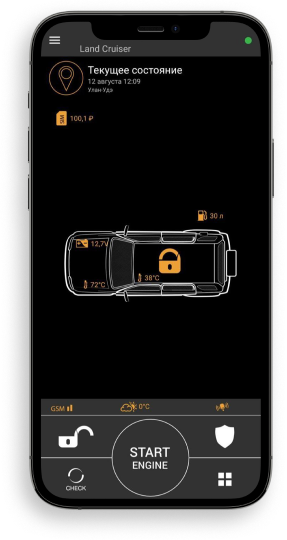 Land Cruiser
Текущее состояние
12 августа 12:09
Улан-Удэ
SIM
100,1 ₽
30 л
12,7V
38°C
72°C
GSM
0°C
START
ENGINE
CHECK